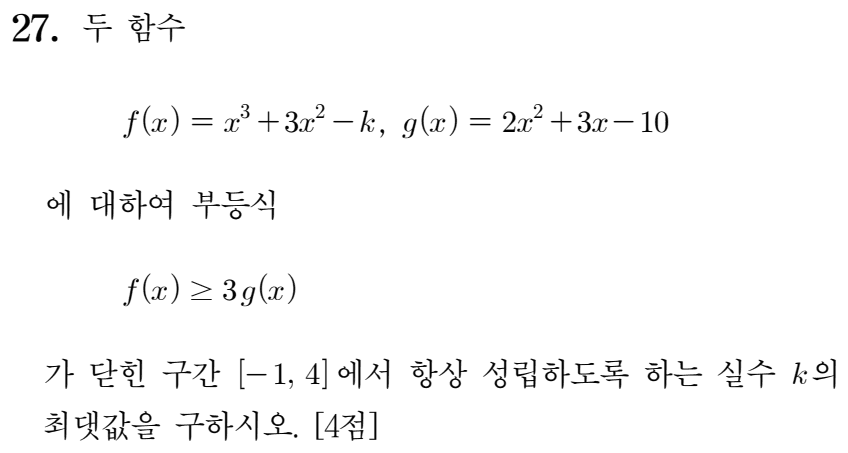 27. 두 함수
f(x) = x³ + 3x² − k, g(x) = 2x² + 3x − 10
에 대하여 부등식
f(x) ≥ 3g(x)
가 닫힌 구간 [−1, 4]에서 항상 성립하도록 하는 실수 k의
최댓값을 구하시오. [4점]